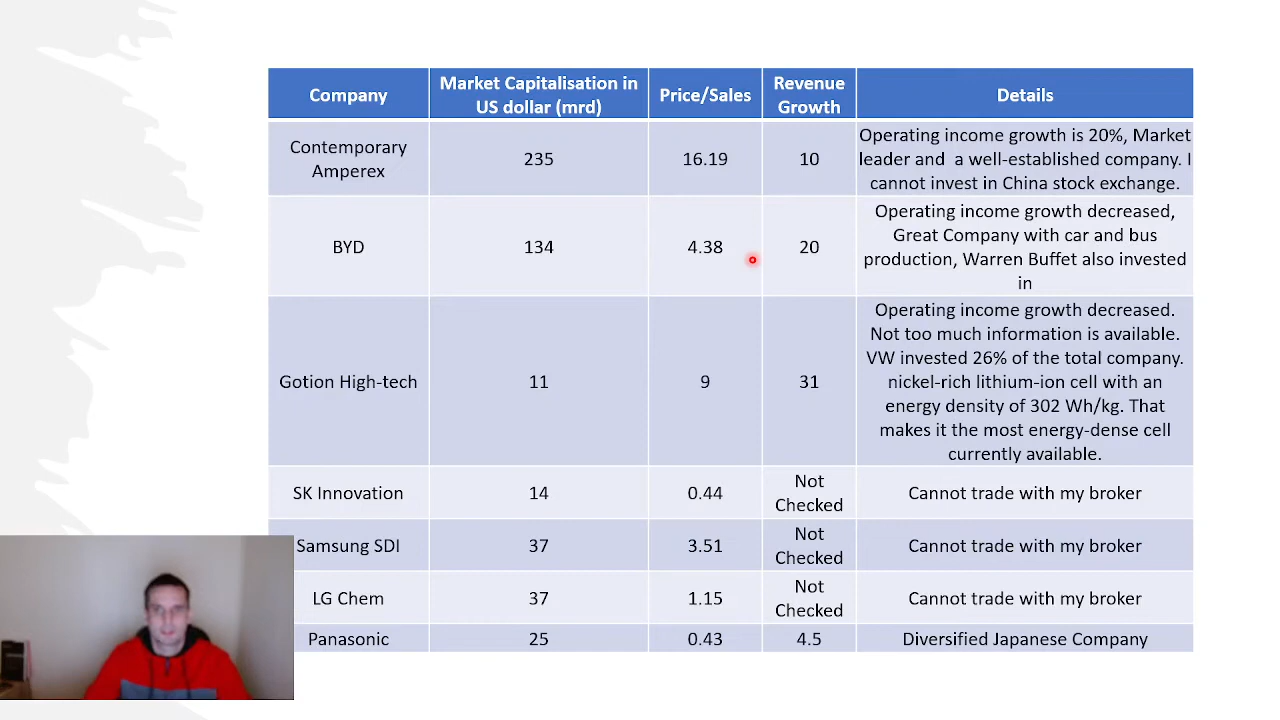 Company
Market Capitalisation in
US dollar (mrd)
Price/Sales
Revenue
Growth
Details
Contemporary
Amperex
235
16.19
10
Operating income growth is 20%, Market
leader and a well-established company. I
cannot invest in China stock exchange.
BYD
134
4.38
20
Operating income growth decreased,
Great Company with car and bus
production, Warren Buffet also invested
in
Gotion High-tech
11
9
31
Operating income growth decreased.
Not too much information is available.
VW invested 26% of the total company.
nickel-rich lithium-ion cell with an
energy density of 302 Wh/kg. That
makes it the most energy-dense cell
currently available.
SK Innovation
14
0.44
Not
Checked
Cannot trade with my broker
Samsung SDI
37
3.51
Not
Checked
Cannot trade with my broker
LG Chem
37
1.15
Not
Checked
Cannot trade with my broker
Panasonic
25
0.43
4.5
Diversified Japanese Company